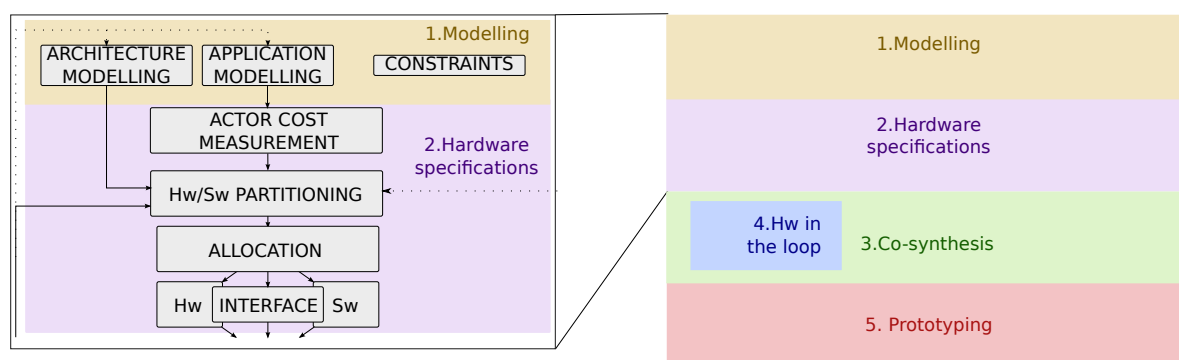 1.Modelling
ARCHITECTURE
MODELLING
APPLICATION
MODELLING
CONSTRAINTS
ACTOR COST
MEASUREMENT
2.Hardware
specifications
Hw/Sw PARTITIONING
ALLOCATION
Hw
INTERFACE
Sw
1.Modelling
2.Hardware
specifications
4.Hw in
the loop
3.Co-synthesis
5. Prototyping